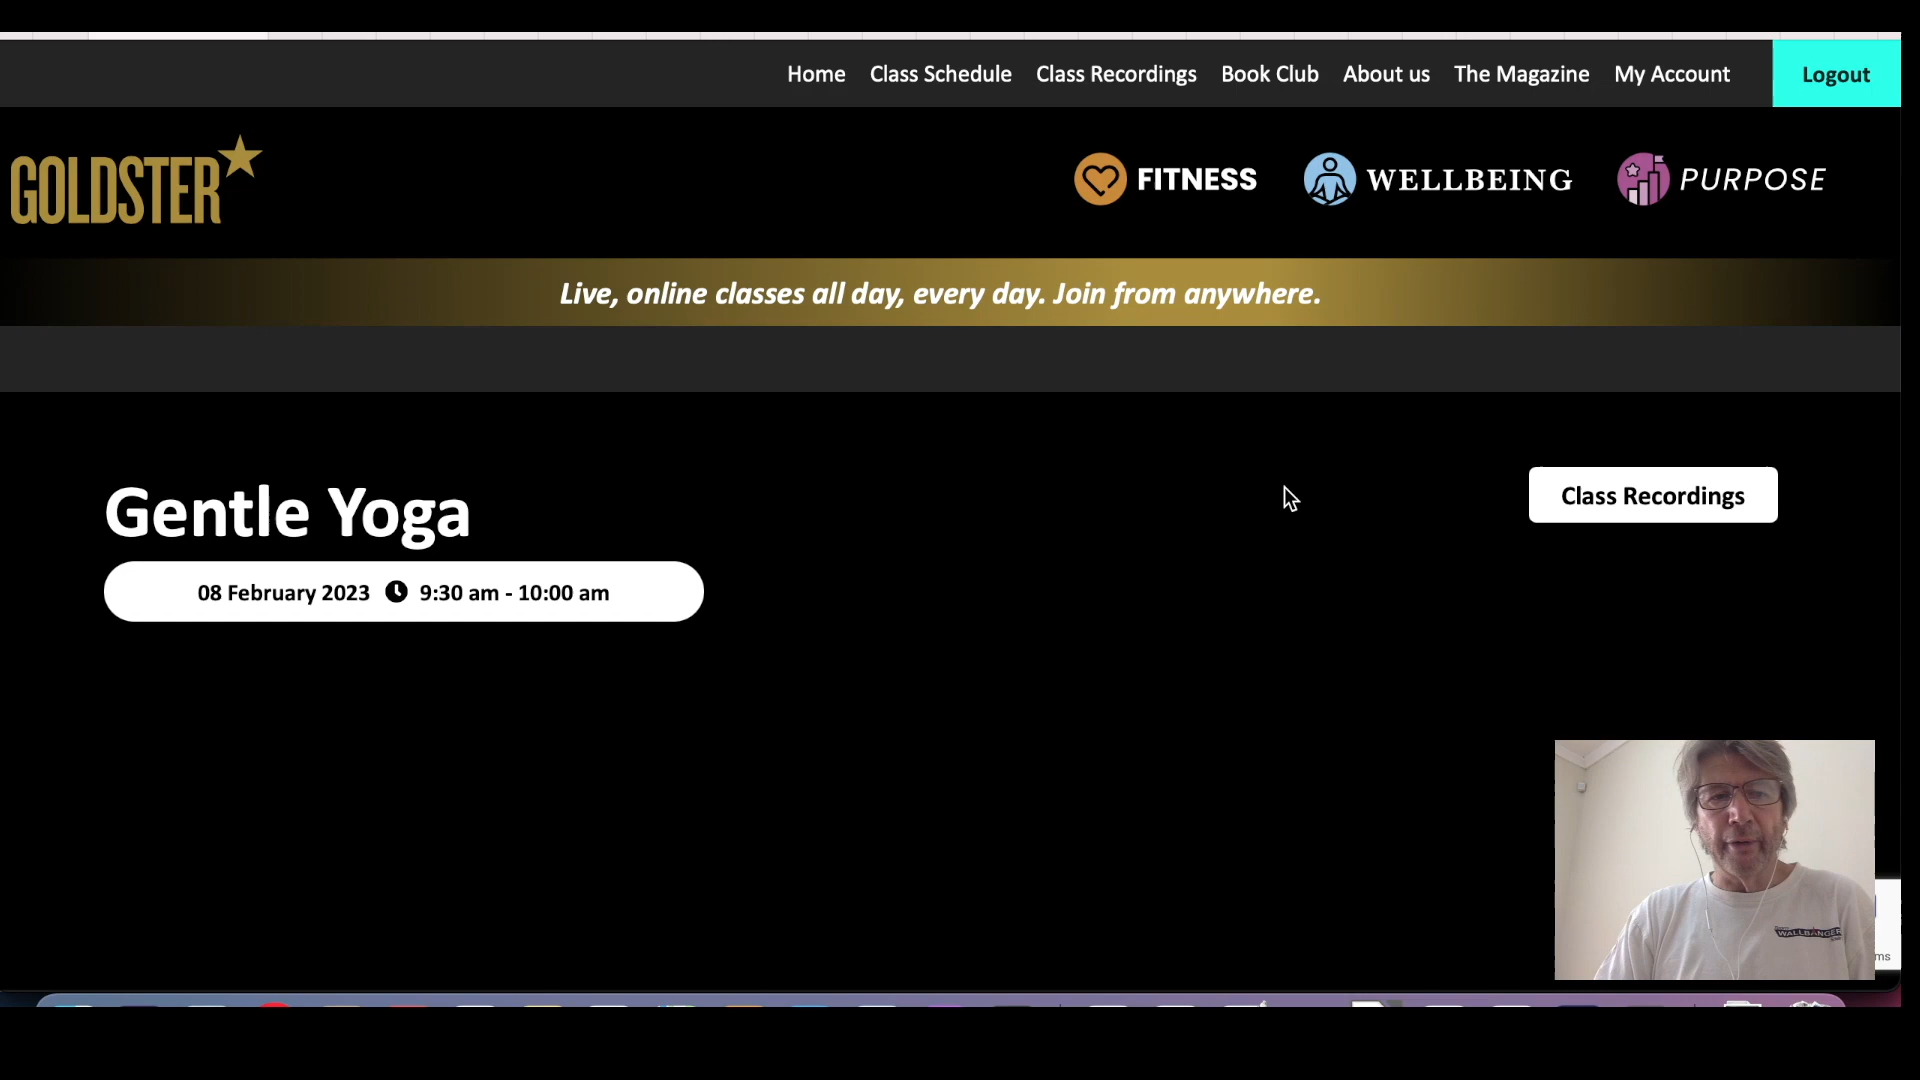 Home Class Schedule Class Recordings Book Club About us The Magazine My Account Logout
GOLDSTER
FITNESS WELLBEING PURPOSE
Live, online classes all day, every day. Join from anywhere.
Gentle Yoga
Class Recordings
08 February 2023 9:30 am - 10:00 am
WALLBANGER
ms